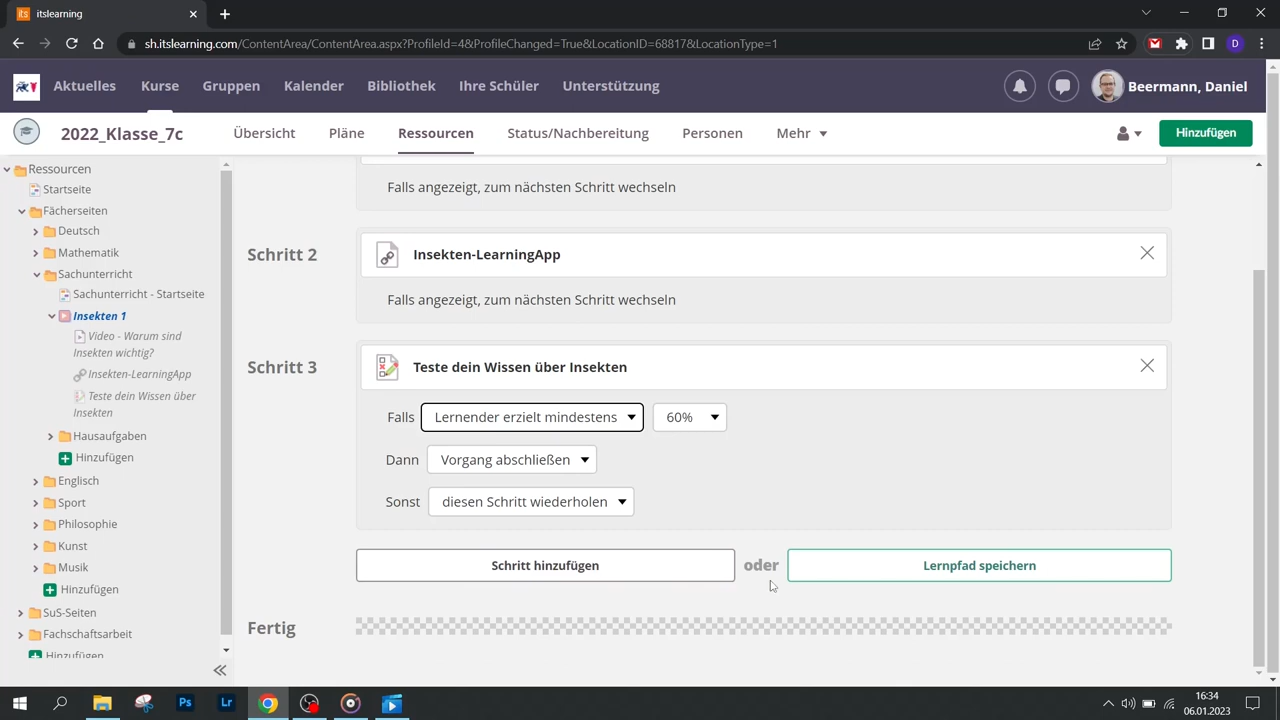 its itslearning
sh.itslearning.com/ContentArea/ContentArea.aspx?ProfileId=4&ProfileChanged=True&LocationID=68817&LocationType=1
D
Aktuelles Kurse Gruppen Kalender Bibliothek Ihre Schüler Unterstützung Beermann, Daniel
2022_Klasse_7c Übersicht Pläne Ressourcen Status/Nachbereitung Personen Mehr Hinzufügen
Ressourcen
Startseite
Fächerseiten
Deutsch
Mathematik
Sachunterricht
Sachunterricht - Startseite
Insekten 1
Video - Warum sind
Insekten wichtig?
Insekten-LearningApp
Teste dein Wissen über
Insekten
Hausaufgaben
Hinzufügen
Englisch
Sport
Philosophie
Kunst
Musik
Hinzufügen
SuS-Seiten
Fachschaftsarbeit
Hinzufügen
Falls angezeigt, zum nächsten Schritt wechseln
Schritt 2 Insekten-LearningApp
Falls angezeigt, zum nächsten Schritt wechseln
Schritt 3 Teste dein Wissen über Insekten
Falls Lernender erzielt mindestens 60%
Dann Vorgang abschließen
Sonst diesen Schritt wiederholen
Schritt hinzufügen oder Lernpfad speichern
Fertig
Ps Lr
16:34
06.01.2023